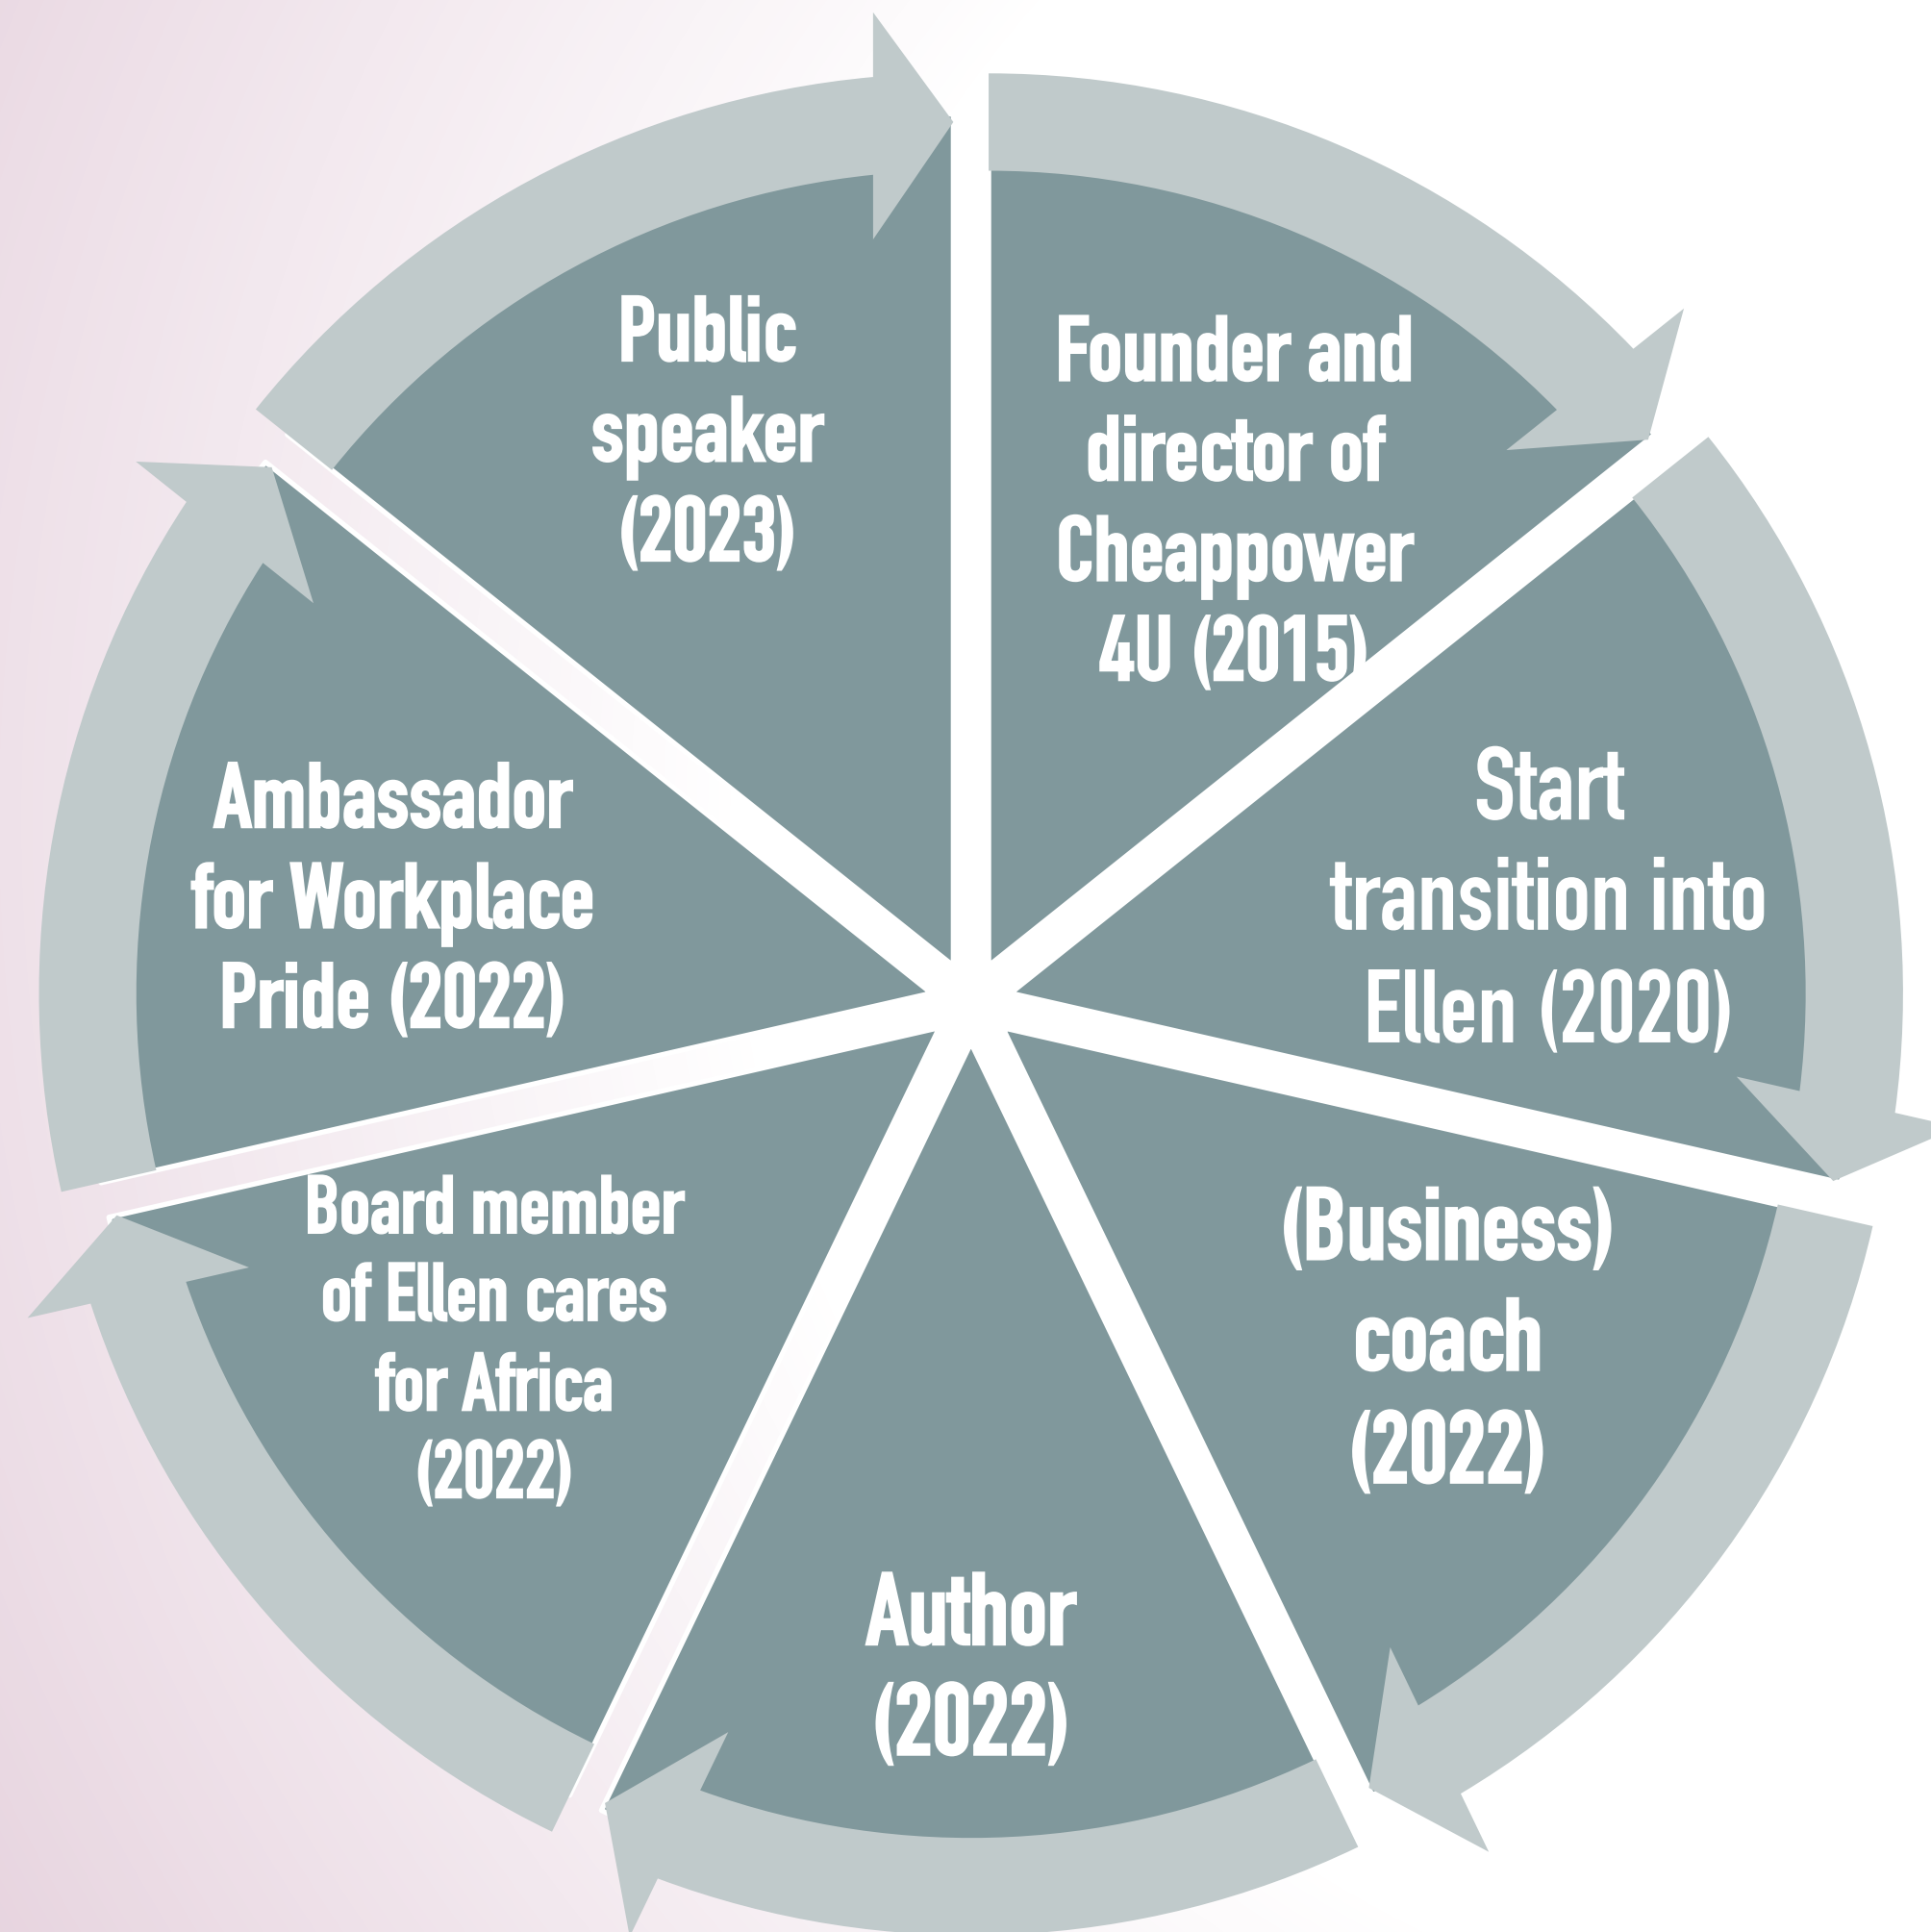 Public
speaker
(2023)
Founder and
director of
Cheappower
4U (2015)
Start
transition into
Ellen (2020)
(Business)
coach
(2022)
Author
(2022)
Board member
of Ellen cares
for Africa
(2022)
Ambassador
for Workplace
Pride (2022)